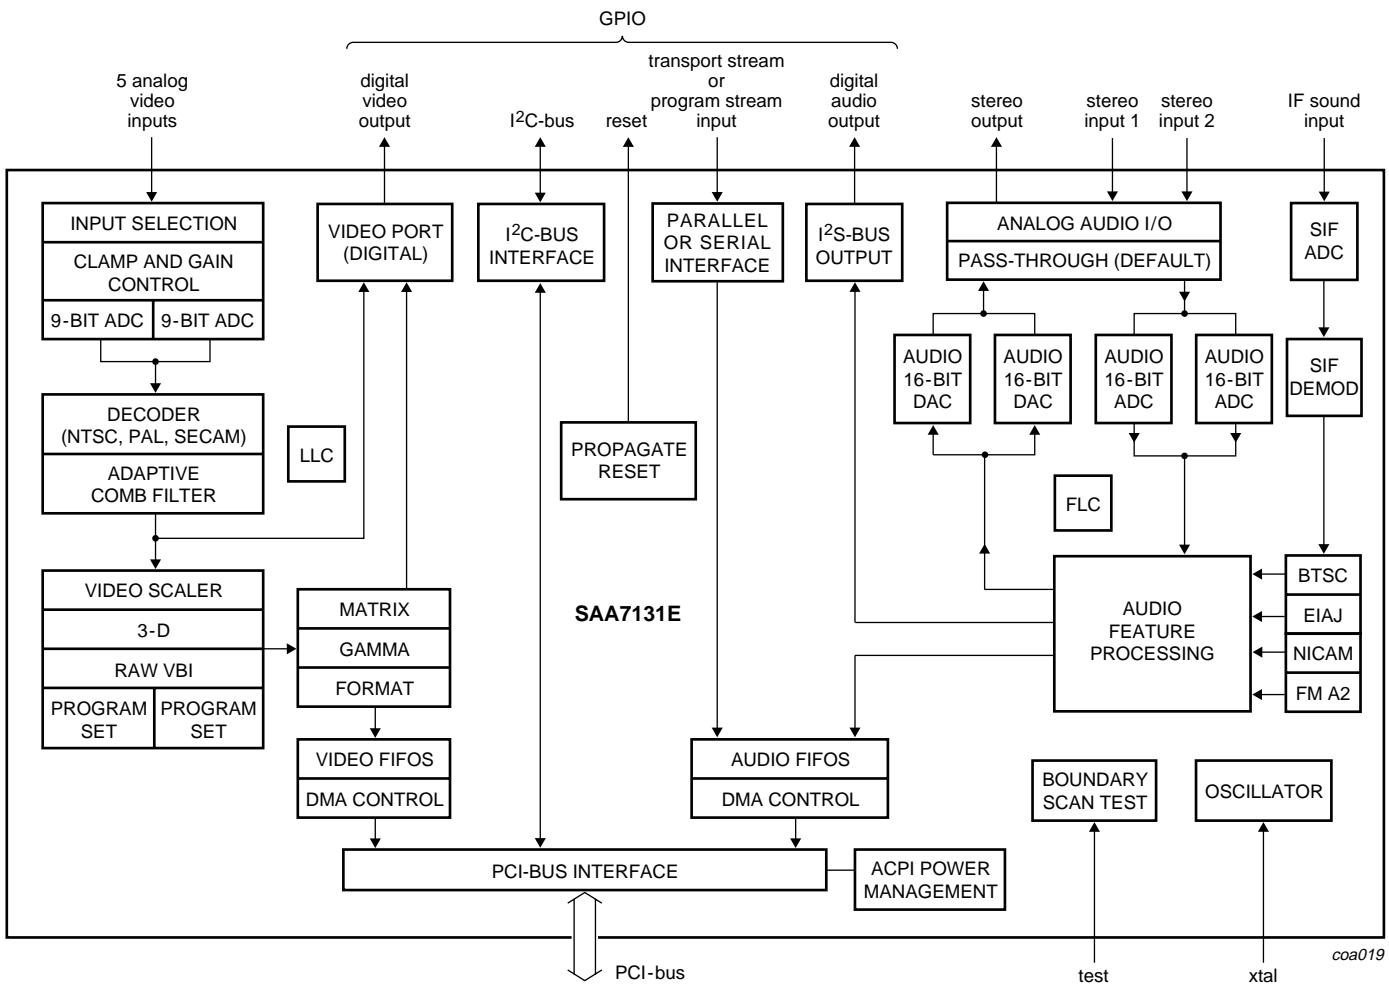 GPIO
5 analog
video
inputs
digital
video
output
I2C-bus
reset
transport stream
or
program stream
input
digital
audio
output
stereo
output
stereo
input 1
stereo
input 2
IF sound
input
INPUT SELECTION
CLAMP AND GAIN
CONTROL
9-BIT ADC
9-BIT ADC
VIDEO PORT
(DIGITAL)
I2C-BUS
INTERFACE
PARALLEL
OR SERIAL
INTERFACE
I2S-BUS
OUTPUT
ANALOG AUDIO I/O
PASS-THROUGH (DEFAULT)
SIF
ADC
AUDIO
16-BIT
DAC
AUDIO
16-BIT
DAC
AUDIO
16-BIT
ADC
AUDIO
16-BIT
ADC
SIF
DEMOD
DECODER
(NTSC, PAL, SECAM)
ADAPTIVE
COMB FILTER
LLC
PROPAGATE
RESET
FLC
VIDEO SCALER
3-D
RAW VBI
PROGRAM
SET
PROGRAM
SET
MATRIX
GAMMA
FORMAT
SAA7131E
AUDIO
FEATURE
PROCESSING
BTSC
EIAJ
NICAM
FM A2
VIDEO FIFOS
DMA CONTROL
AUDIO FIFOS
DMA CONTROL
BOUNDARY
SCAN TEST
OSCILLATOR
PCI-BUS INTERFACE
ACPI POWER
MANAGEMENT
PCI-bus
test
xtal
coa019